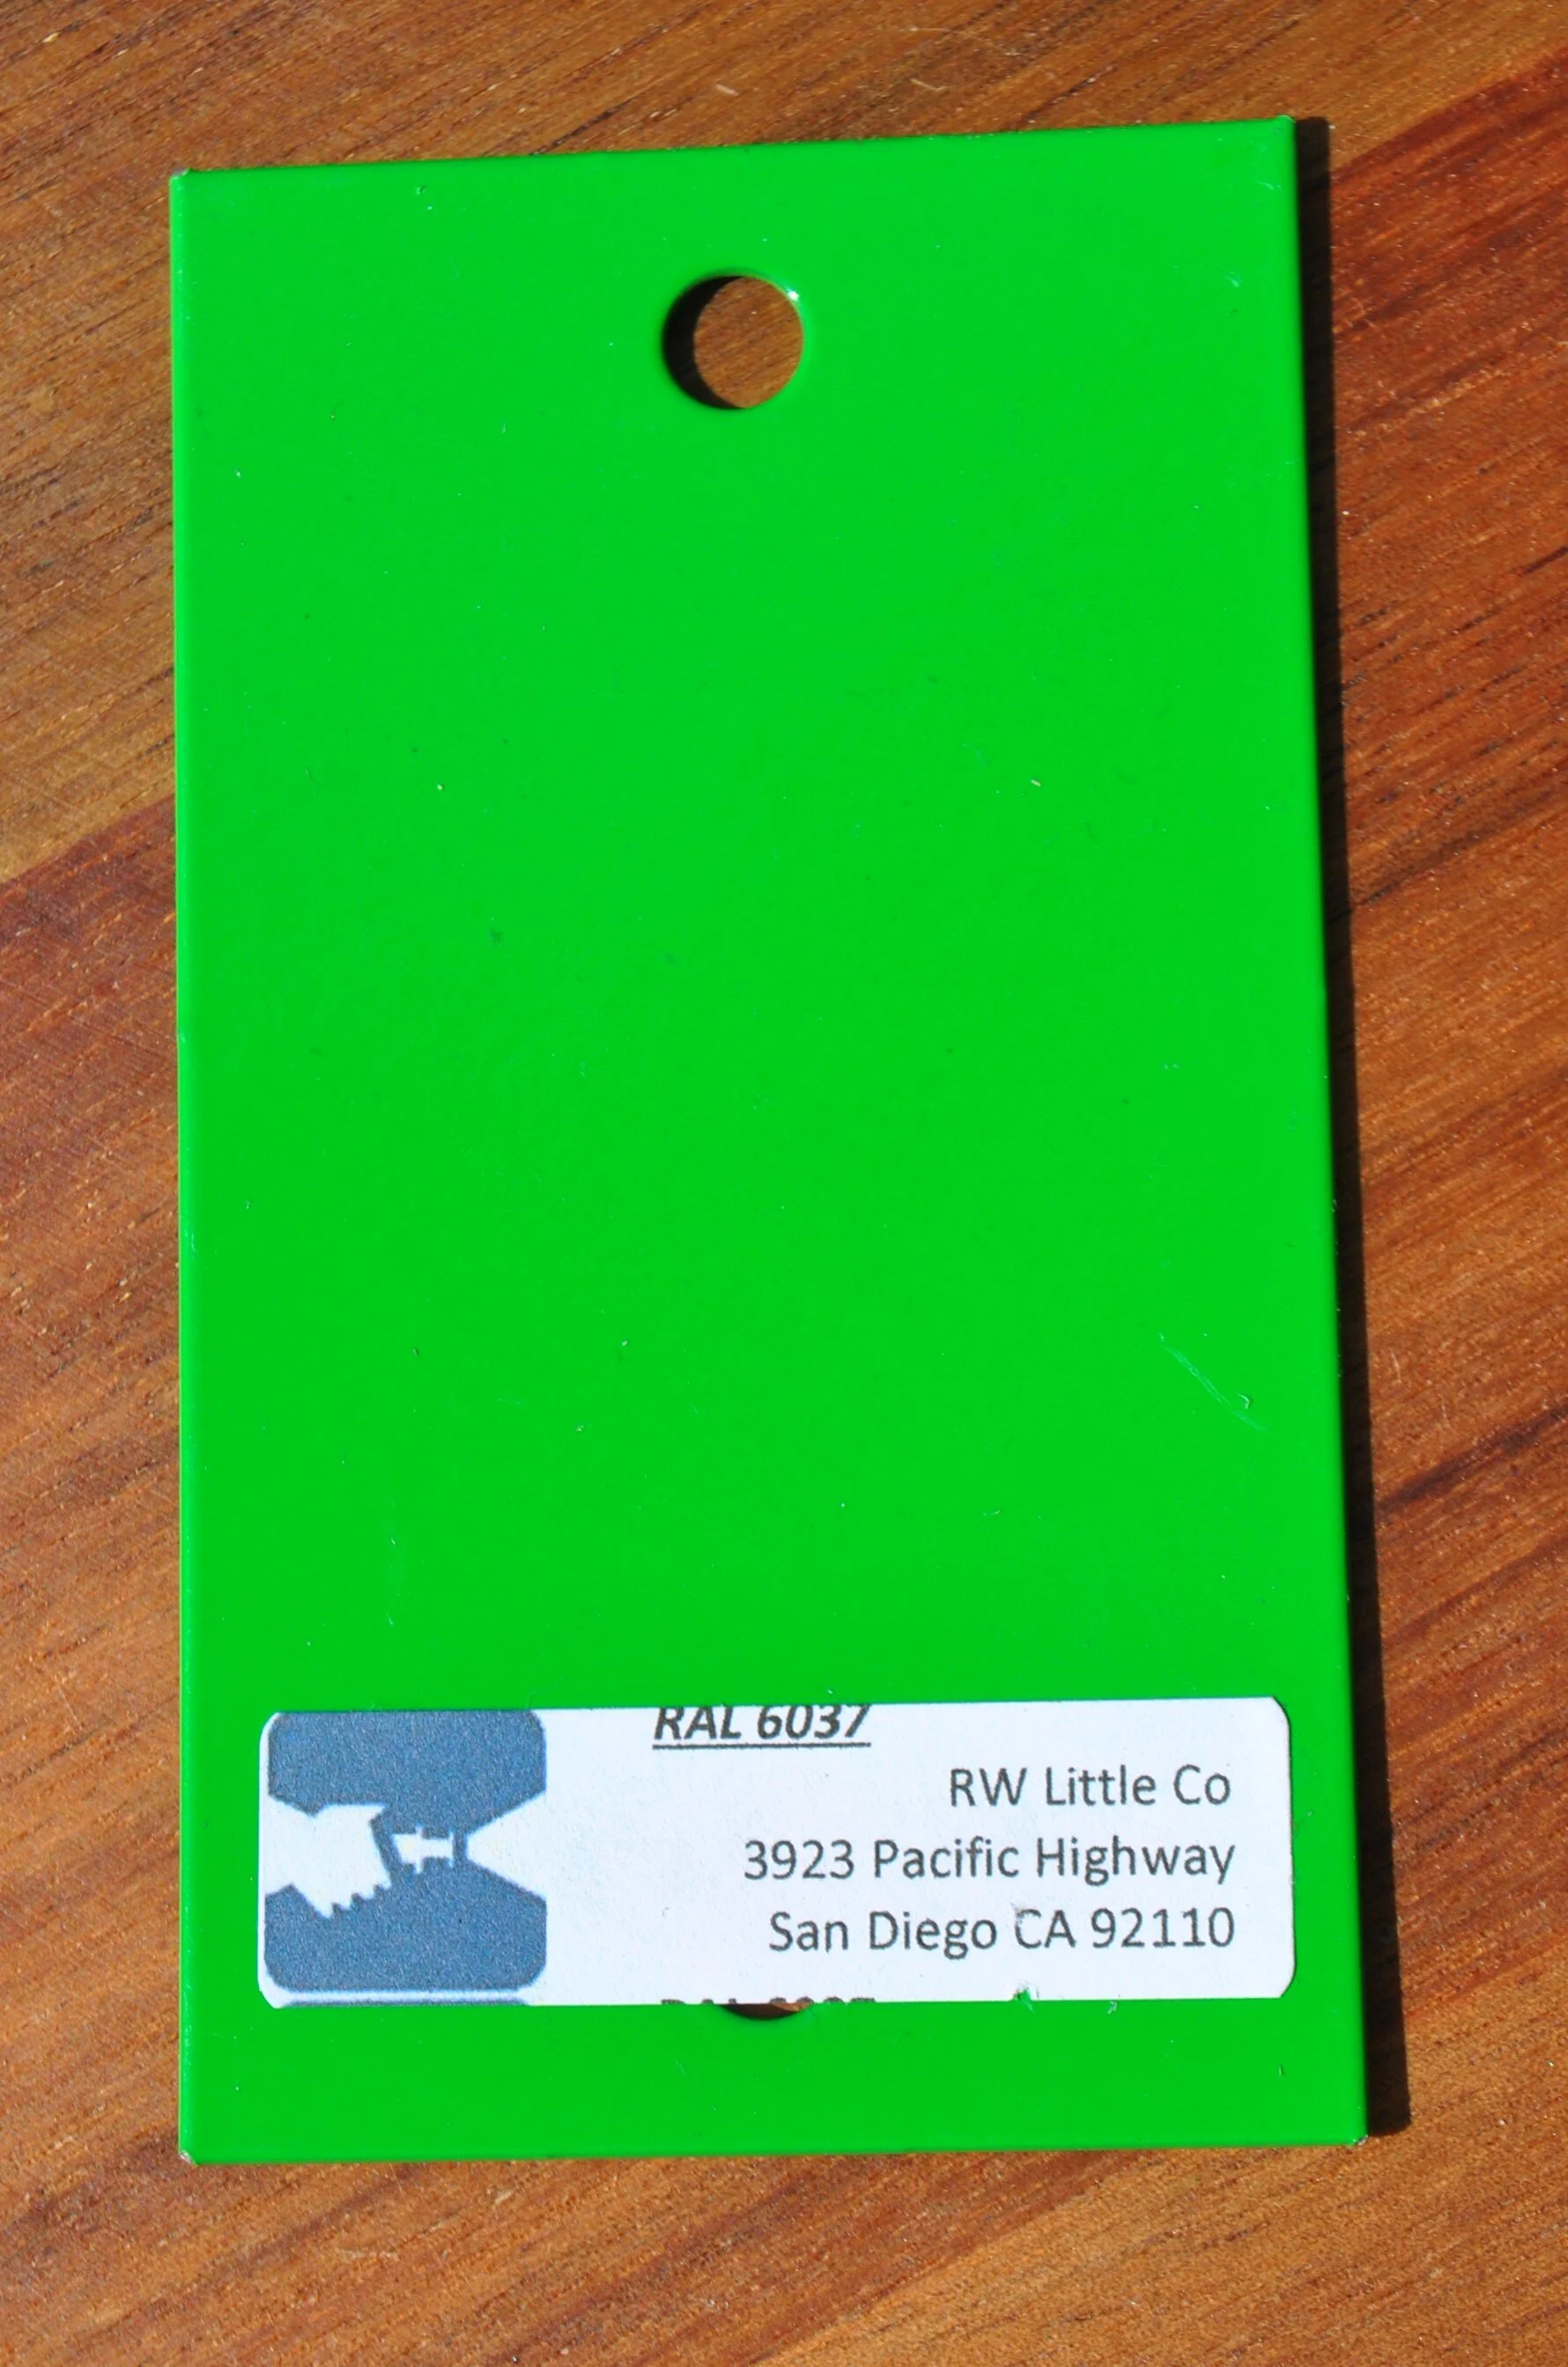 RAL 6037
RW Little Co
3923 Pacific Highway
San Diego CA 92110